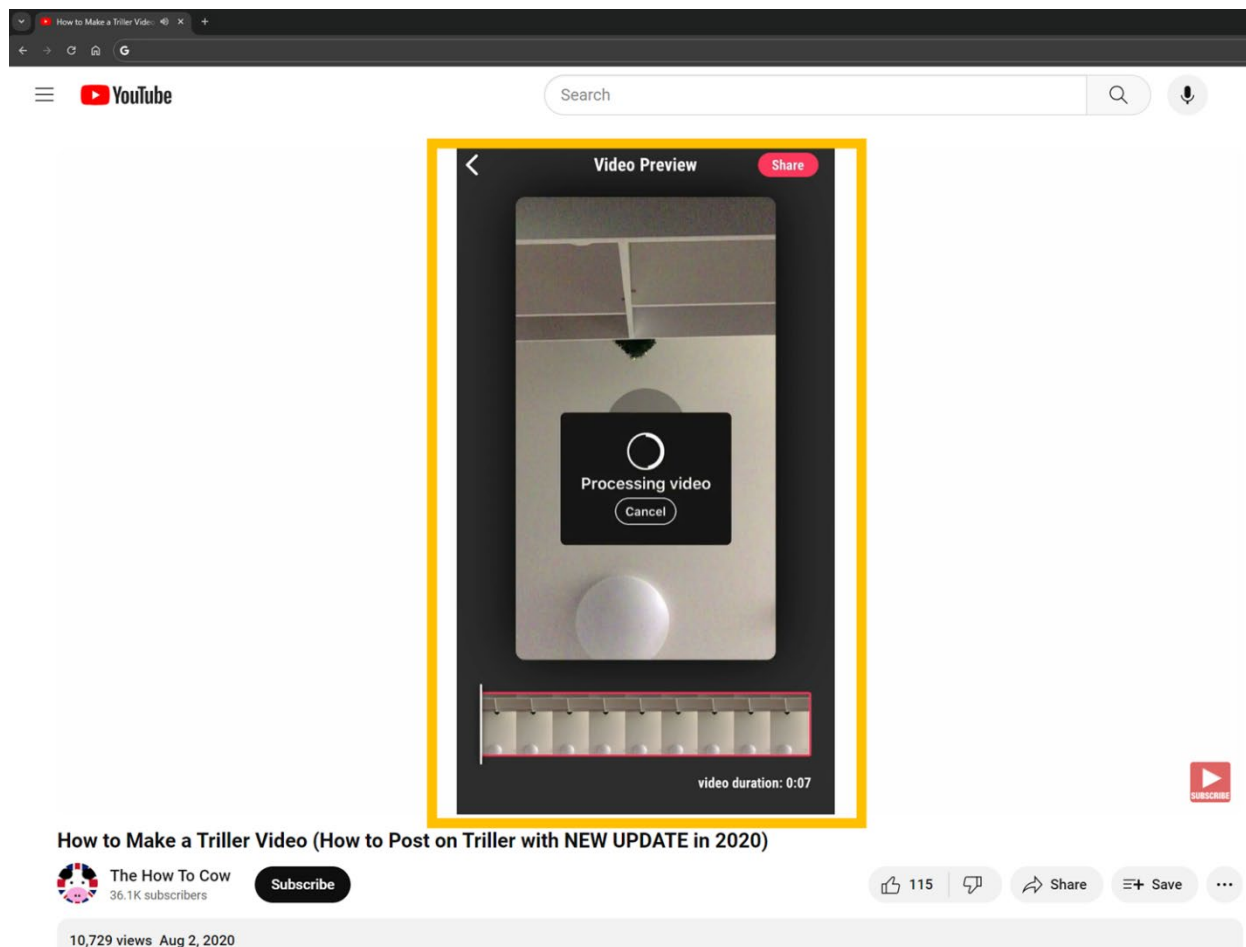 How to Make a Triller Video
G
YouTube
Search
Video Preview
Share
Processing video
Cancel
video duration: 0:07
SUBSCRIBE
How to Make a Triller Video (How to Post on Triller with NEW UPDATE in 2020)
The How To Cow
36.1K subscribers
Subscribe
115
Share
Save
10,729 views Aug 2, 2020